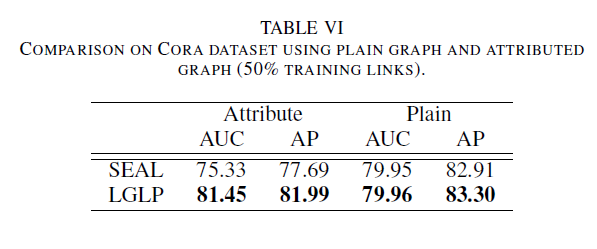 TABLE VI
COMPARISON ON CORA DATASET USING PLAIN GRAPH AND ATTRIBUTED
GRAPH (50% TRAINING LINKS).
Attribute Plain
AUC AP AUC AP
SEAL 75.33 77.69 79.95 82.91
LGLP 81.45 81.99 79.96 83.30